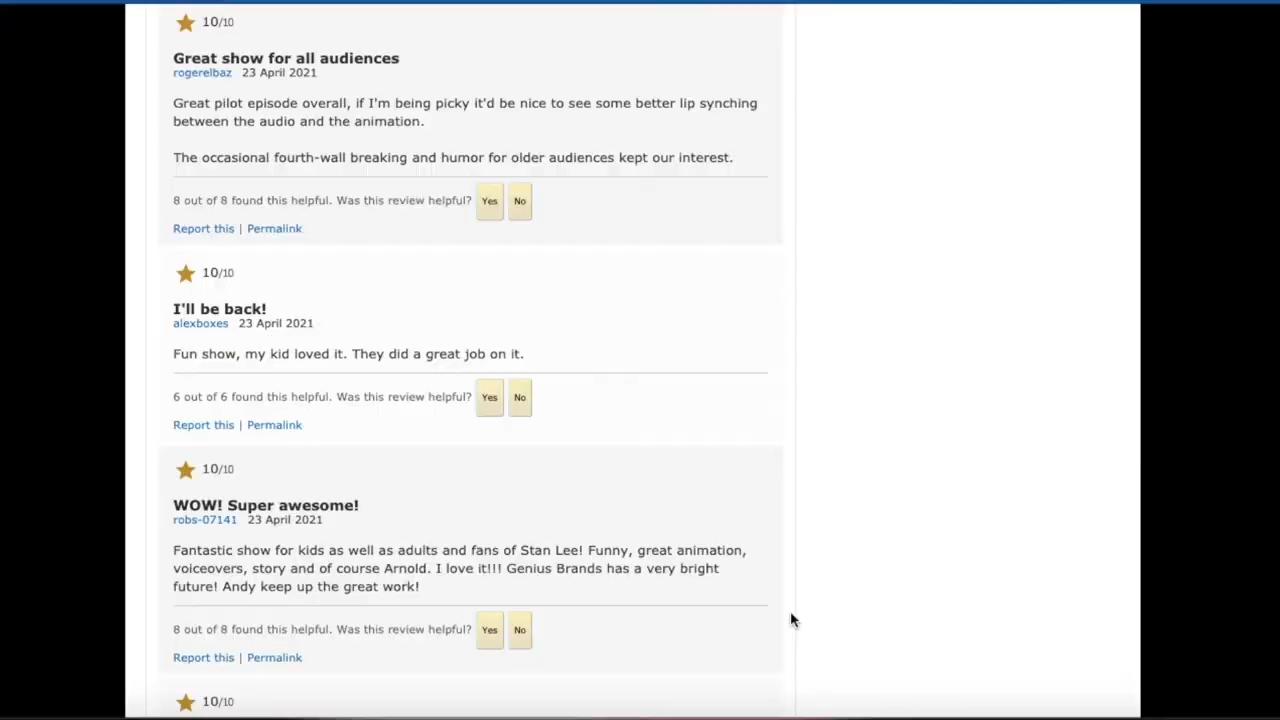 10/10
Great show for all audiences
rogerelbaz 23 April 2021
Great pilot episode overall, if I'm being picky it'd be nice to see some better lip synching
between the audio and the animation.
The occasional fourth-wall breaking and humor for older audiences kept our interest.
8 out of 8 found this helpful. Was this review helpful? Yes No
Report this | Permalink
10/10
I'll be back!
alexboxes 23 April 2021
Fun show, my kid loved it. They did a great job on it.
6 out of 6 found this helpful. Was this review helpful? Yes No
Report this | Permalink
10/10
WOW! Super awesome!
robs-07141 23 April 2021
Fantastic show for kids as well as adults and fans of Stan Lee! Funny, great animation,
voiceovers, story and of course Arnold. I love it!!! Genius Brands has a very bright
future! Andy keep up the great work!
8 out of 8 found this helpful. Was this review helpful? Yes No
Report this | Permalink
10/10